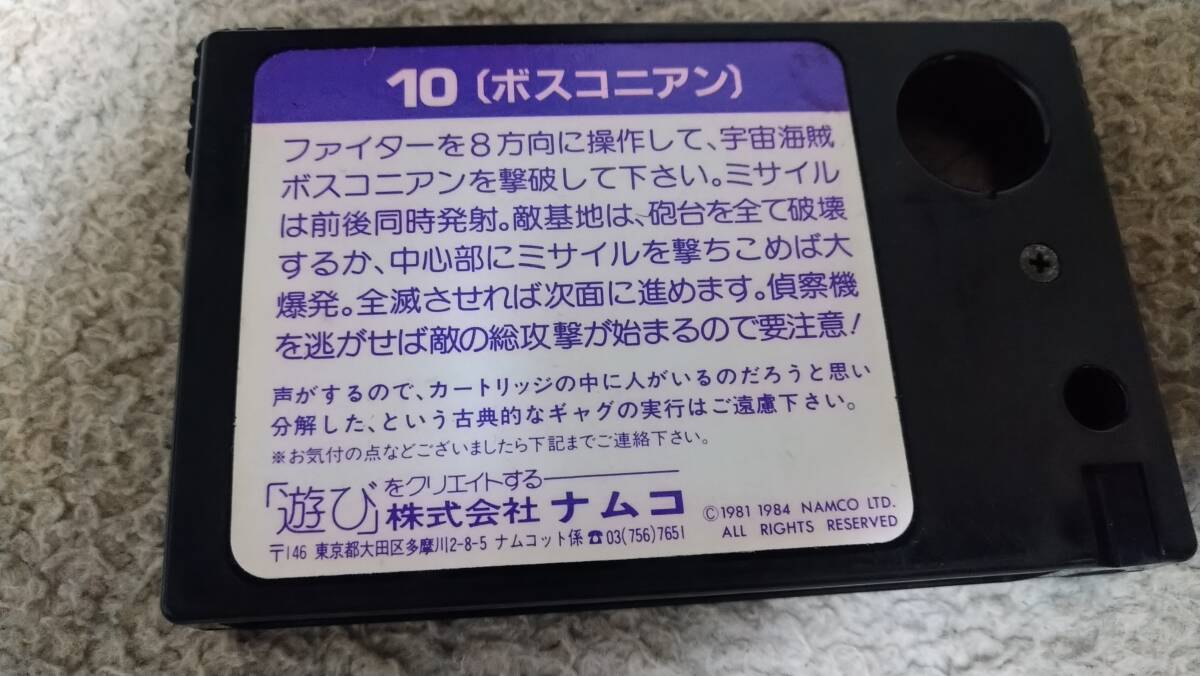 10〔ボスコニアン〕
ファイターを8方向に操作して、宇宙海賊
ボスコニアンを撃破して下さい。ミサイル
は前後同時発射。敵基地は、砲台を全て破壊
するか、中心部にミサイルを撃ちこめば大
爆発。全滅させれば次面に進めます。偵察機
を逃がせば敵の総攻撃が始まるので要注意！
声がするので、カートリッジの中に人がいるのだろうと思い
分解した、という古典的なギャグの実行はご遠慮下さい。
※お気付の点などございましたら下記までご連絡下さい。
「遊び」をクリエイトする
株式会社 ナムコ
〒146 東京都大田区多摩川2-8-5 ナムコット係☎03(756)7651
©1981 1984 NAMCO LTD.
ALL RIGHTS RESERVED